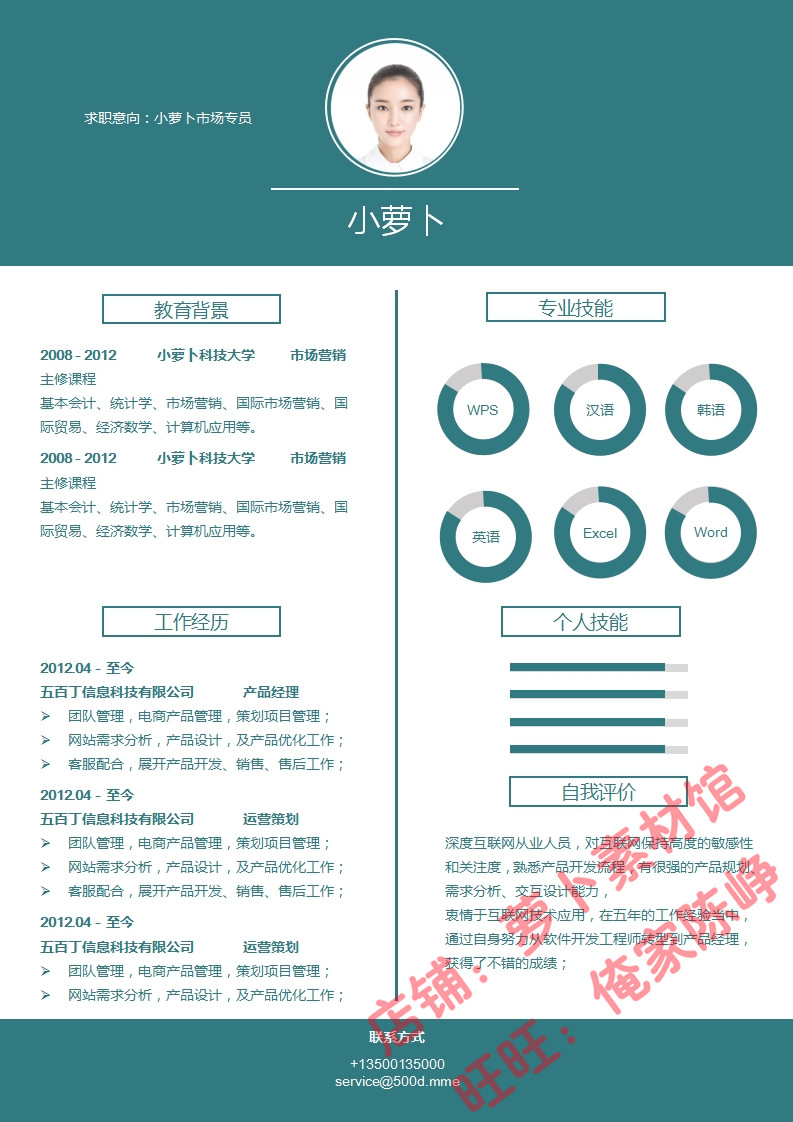 求职意向：小萝卜市场专员
小萝卜
教育背景
2008 - 2012 小萝卜科技大学 市场营销
主修课程
基本会计、统计学、市场营销、国际市场营销、国
际贸易、经济数学、计算机应用等。
2008 - 2012 小萝卜科技大学 市场营销
主修课程
基本会计、统计学、市场营销、国际市场营销、国
际贸易、经济数学、计算机应用等。
工作经历
2012.04 - 至今
五百丁信息科技有限公司 产品经理
➢ 团队管理，电商产品管理，策划项目管理；
➢ 网站需求分析，产品设计，及产品优化工作；
➢ 客服配合，展开产品开发、销售、售后工作；
2012.04 - 至今
五百丁信息科技有限公司 运营策划
➢ 团队管理，电商产品管理，策划项目管理；
➢ 网站需求分析，产品设计，及产品优化工作；
➢ 客服配合，展开产品开发、销售、售后工作；
2012.04 - 至今
五百丁信息科技有限公司 运营策划
➢ 团队管理，电商产品管理，策划项目管理；
➢ 网站需求分析，产品设计，及产品优化工作；
专业技能
WPS 汉语 韩语
英语 Excel Word
个人技能
自我评价
深度互联网从业人员，对互联网保持高度的敏感性
和关注度，熟悉产品开发流程，有很强的产品规划、
需求分析、交互设计能力，
衷情于互联网技术应用，在五年的工作经验当中，
通过自身努力从软件开发工程师转型到产品经理，
获得了不错的成绩；
联系方式
+13500135000
service@500d.mme
店铺：萝卜素材馆
旺旺：俺家陈峥